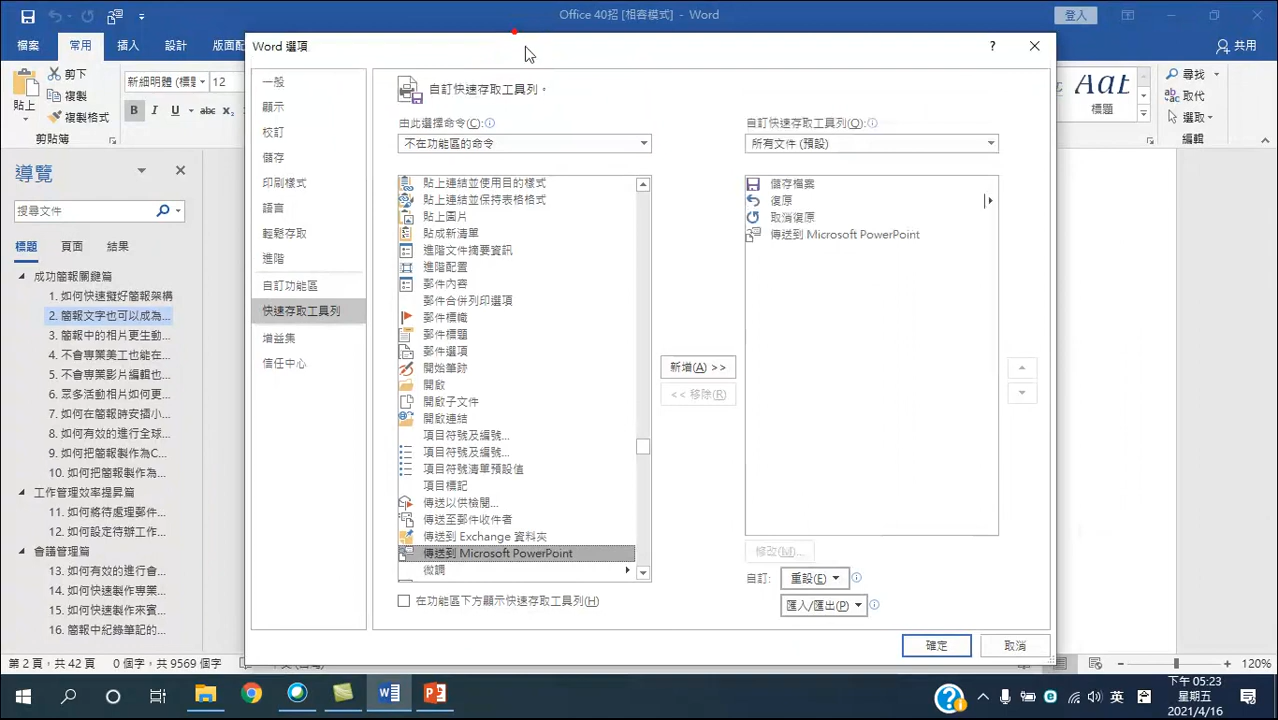 Office 40招 [相容模式] - Word
登入
檔案
常用
插入
設計
版面配
共用
貼上
剪下
複製
複製格式
剪貼簿
新細明體 (標
12
B I U abc x₂
AaBb
標題
尋找
取代
選取
編輯
導覽
搜尋文件
標題
頁面
結果
成功簡報關鍵篇
1. 如何快速擬好簡報架構
2. 簡報文字也可以成為...
3. 簡報中的相片更生動...
4. 不會專業美工也能在...
5. 不會專業影片編輯也...
6. 眾多活動相片如何更...
7. 如何在簡報時安插小...
8. 如何有效的進行全球...
9. 如何把簡報製作為C...
10. 如何把簡報製作為...
工作管理效率提昇篇
11. 如何將待處理郵件...
12. 如何設定待辦工作...
會議管理篇
13. 如何有效的進行會...
14. 如何快速製作專業...
15. 如何快速製作來賓...
16. 簡報中紀錄筆記的...
Word 選項
?
一般
顯示
校訂
儲存
印刷樣式
語言
輕鬆存取
進階
自訂功能區
快速存取工具列
增益集
信任中心
自訂快速存取工具列。
由此選擇命令(C):
不在功能區的命令
貼上連結並使用目的樣式
貼上連結並保持表格格式
貼上圖片
貼成新清單
進階文件摘要資訊
進階配置
郵件內容
郵件合併列印選項
郵件標幟
郵件標題
郵件選項
開始筆跡
開啟
開啟子文件
開啟連結
項目符號及編號...
項目符號及編號...
項目符號清單預設值
項目標記
傳送以供檢閱...
傳送至郵件收件者
傳送到 Exchange 資料夾
傳送到 Microsoft PowerPoint
微調
在功能區下方顯示快速存取工具列(H)
新增(A) >>
<< 移除(R)
自訂快速存取工具列(Q):
所有文件 (預設)
儲存檔案
復原
取消復原
傳送到 Microsoft PowerPoint
修改(M)...
自訂:
重設(E)
匯入/匯出(P)
確定
取消
第 2 頁，共 42 頁
0 個字，共 9569 個字
120%
英
下午 05:23
星期五
2021/4/16